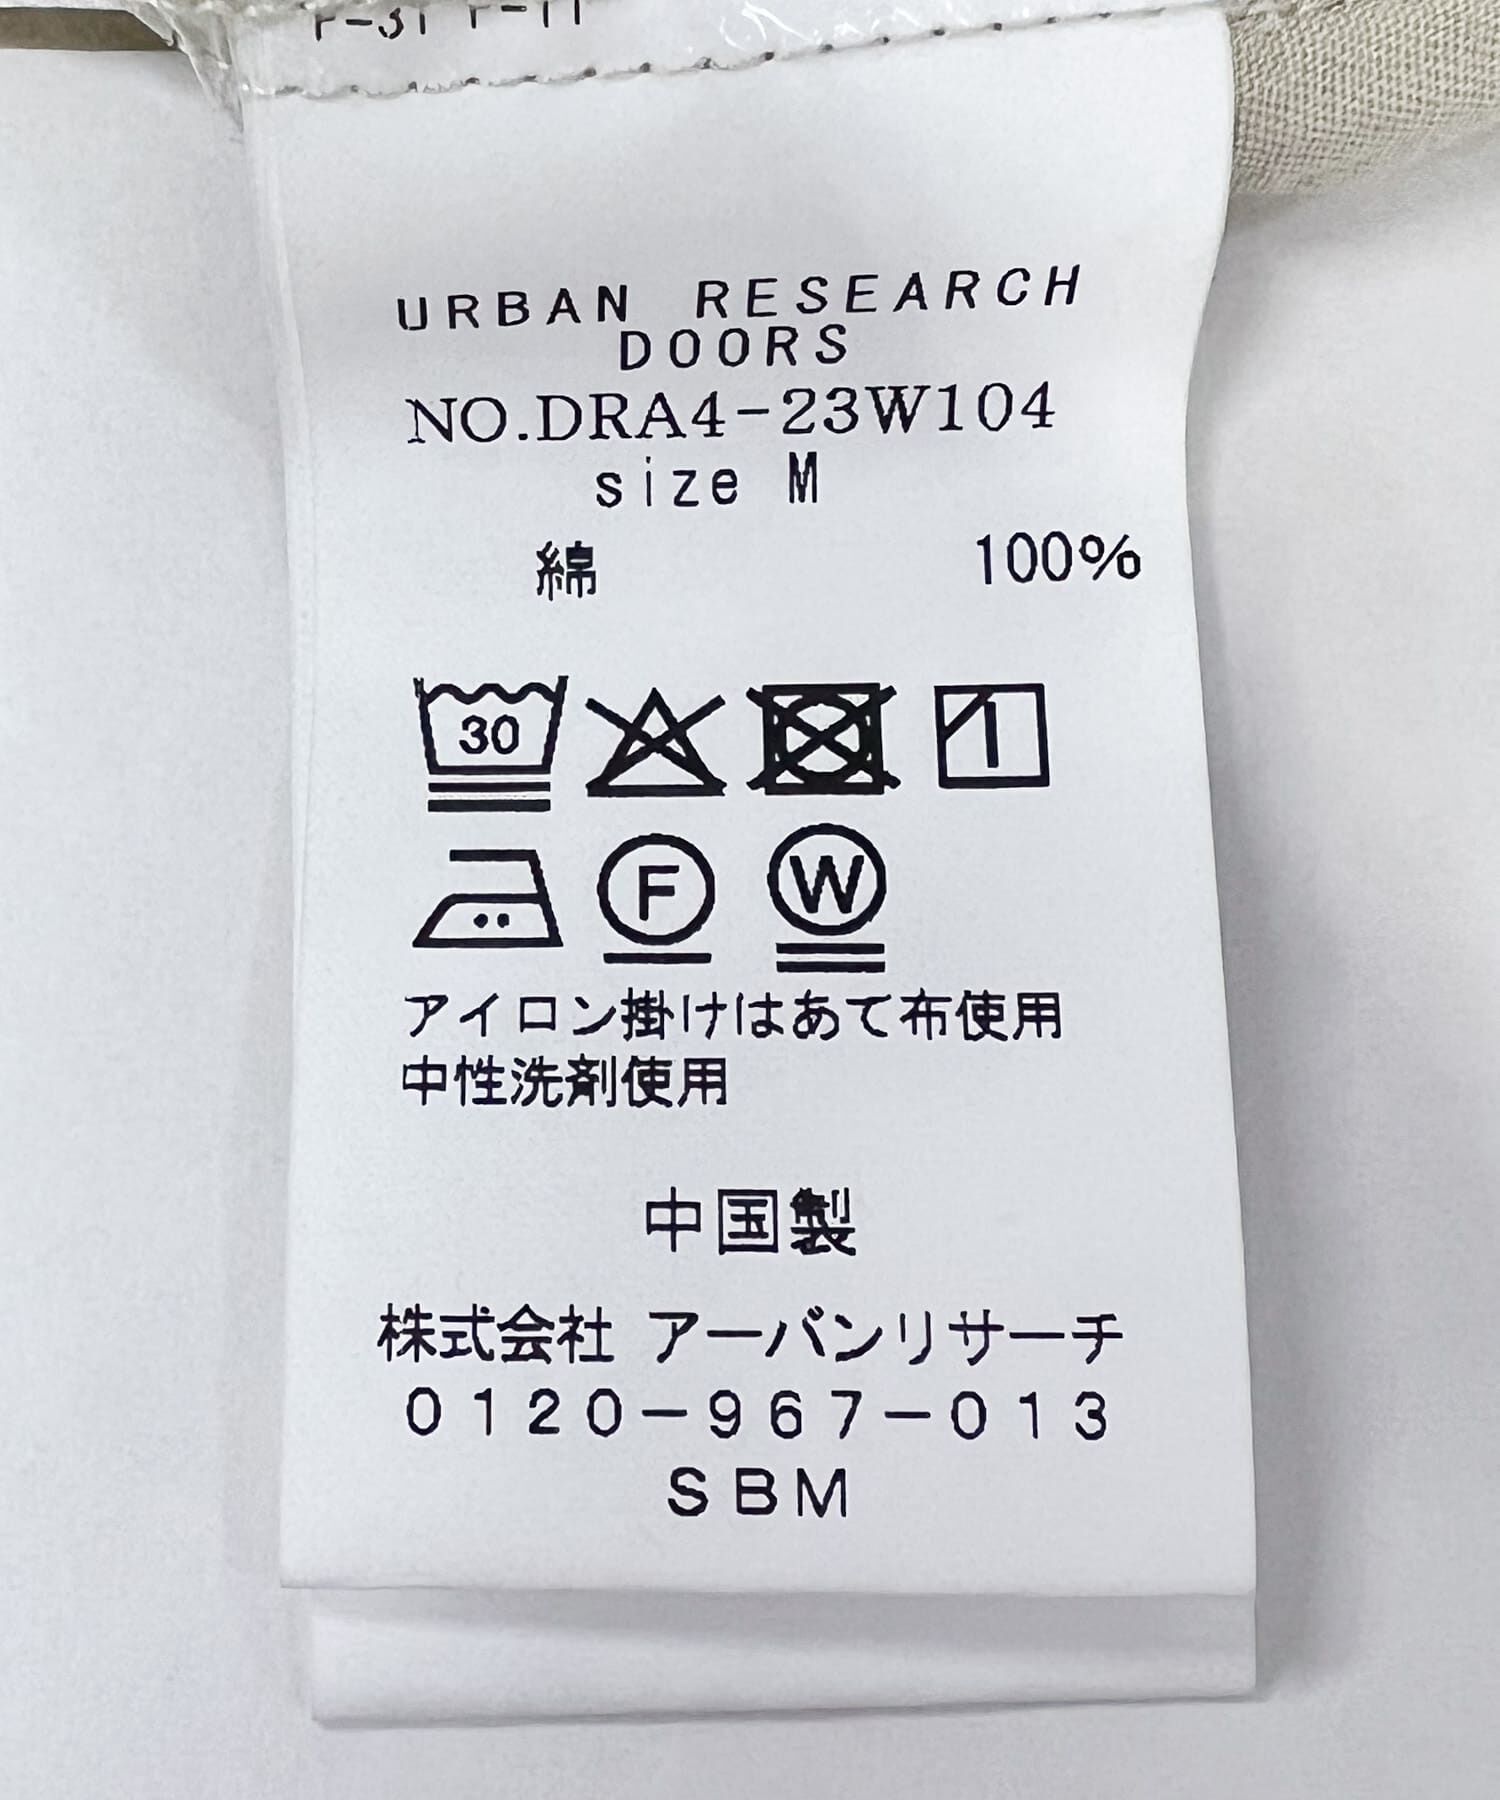 URBAN RESEARCH
DOORS
NO.DRA4-23W104
size M
綿 100%
30
F W
アイロン掛けはあて布使用
中性洗剤使用
中国製
株式会社 アーバンリサーチ
0120-967-013
SBM